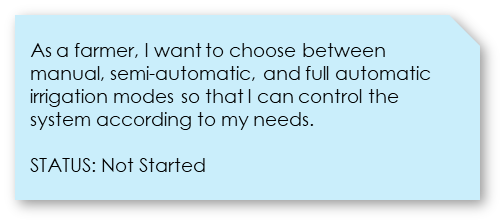 As a farmer, I want to choose between
manual, semi-automatic, and full automatic
irrigation modes so that I can control the
system according to my needs.
STATUS: Not Started